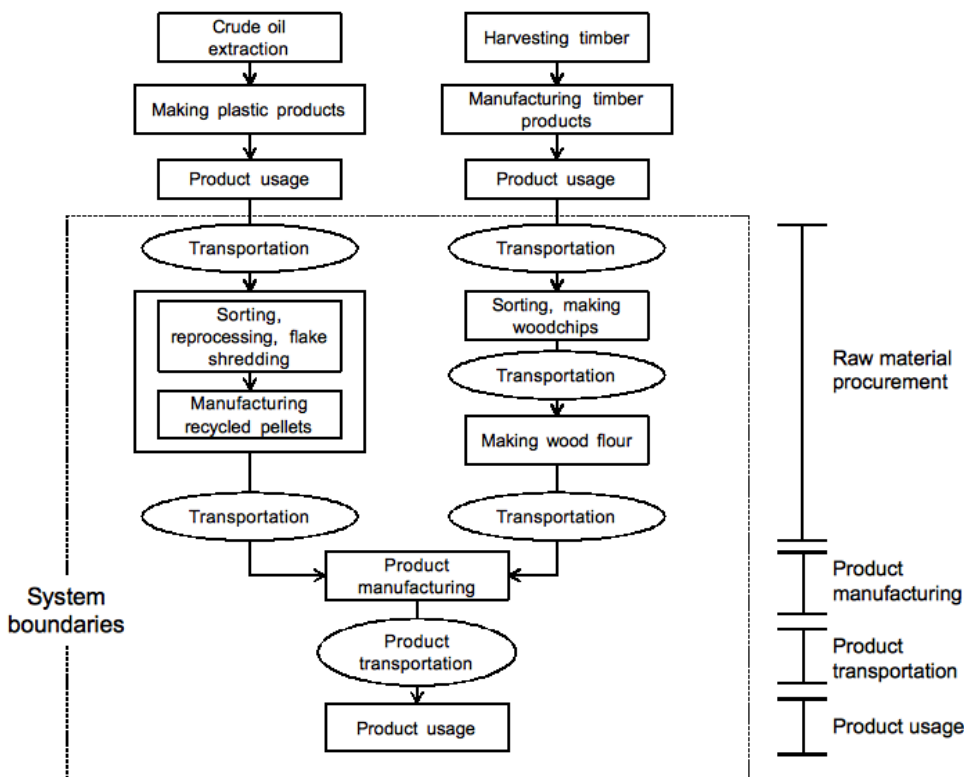 Crude oil
extraction
Harvesting timber
Making plastic products
Manufacturing timber
products
Product usage
Product usage
Transportation
Transportation
Sorting,
reprocessing, flake
shredding
Sorting, making
woodchips
Transportation
Manufacturing
recycled pellets
Making wood flour
Transportation
Transportation
Product
manufacturing
Product
transportation
Product usage
System
boundaries
Raw material
procurement
Product
manufacturing
Product
transportation
Product usage